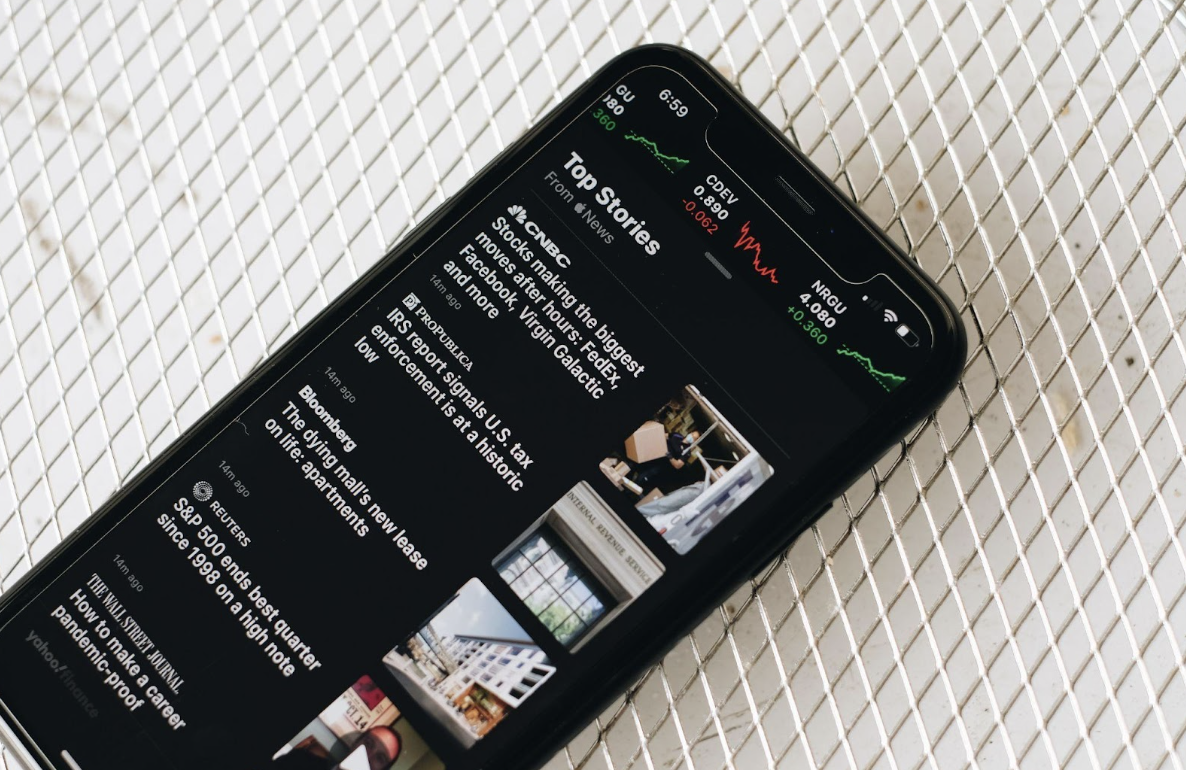 GU
360
6:59
CDEV
0.890
-0.062
NRGU
4.080
+0.360
Top Stories
From News
CNBC
Stocks making the biggest
moves after hours: FedEx,
Facebook, Virgin Galactic
and more
14m ago
PROPUBLICA
IRS report signals U.S. tax
enforcement is at a historic
low
14m ago
INTERNAL REVENUE SERVICE
Bloomberg
The dying mall's new lease
on life: apartments
14m ago
REUTERS
S&P 500 ends best quarter
since 1998 on a high note
14m ago
THE WALL STREET JOURNAL.
How to make a career
pandemic-proof
yahoo! finance